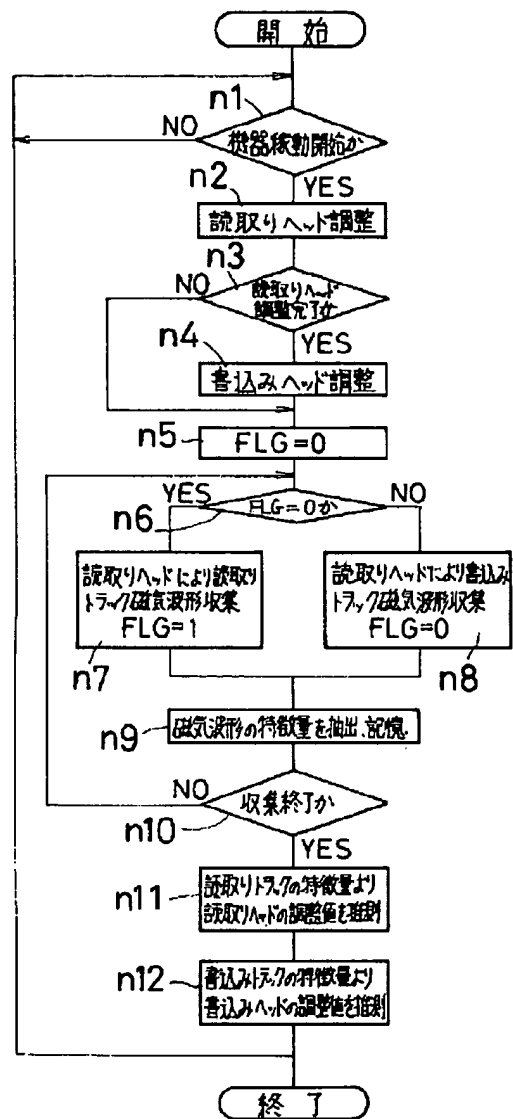 開始
n1
NO
機器稼動開始か
YES
n2
読取りヘッド調整
n3
NO
読取りヘッド
調整完了か
YES
n4
書込みヘッド調整
n5
FLG=0
YES
NO
n6
FLG=0か
読取りヘッドにより読取り
トラック磁気波形収集
FLG=1
n7
読取りヘッドにより書込み
トラック磁気波形収集
FLG=0
n8
n9
磁気波形の特徴量を抽出、記憶.
NO
収集終了か
n10
YES
n11
読取りトラックの特徴量より
読取りヘッドの調整値を推測
n12
書込みトラックの特徴量より
書込みヘッドの調整値を推測
終了